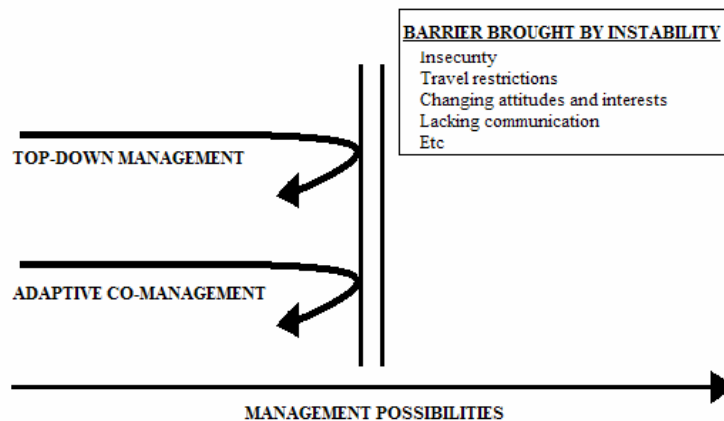 BARRIER BROUGHT BY INSTABILITY
Insecurity
Travel restrictions
Changing attitudes and interests
Lacking communication
Etc
TOP-DOWN MANAGEMENT
ADAPTIVE CO-MANAGEMENT
MANAGEMENT POSSIBILITIES